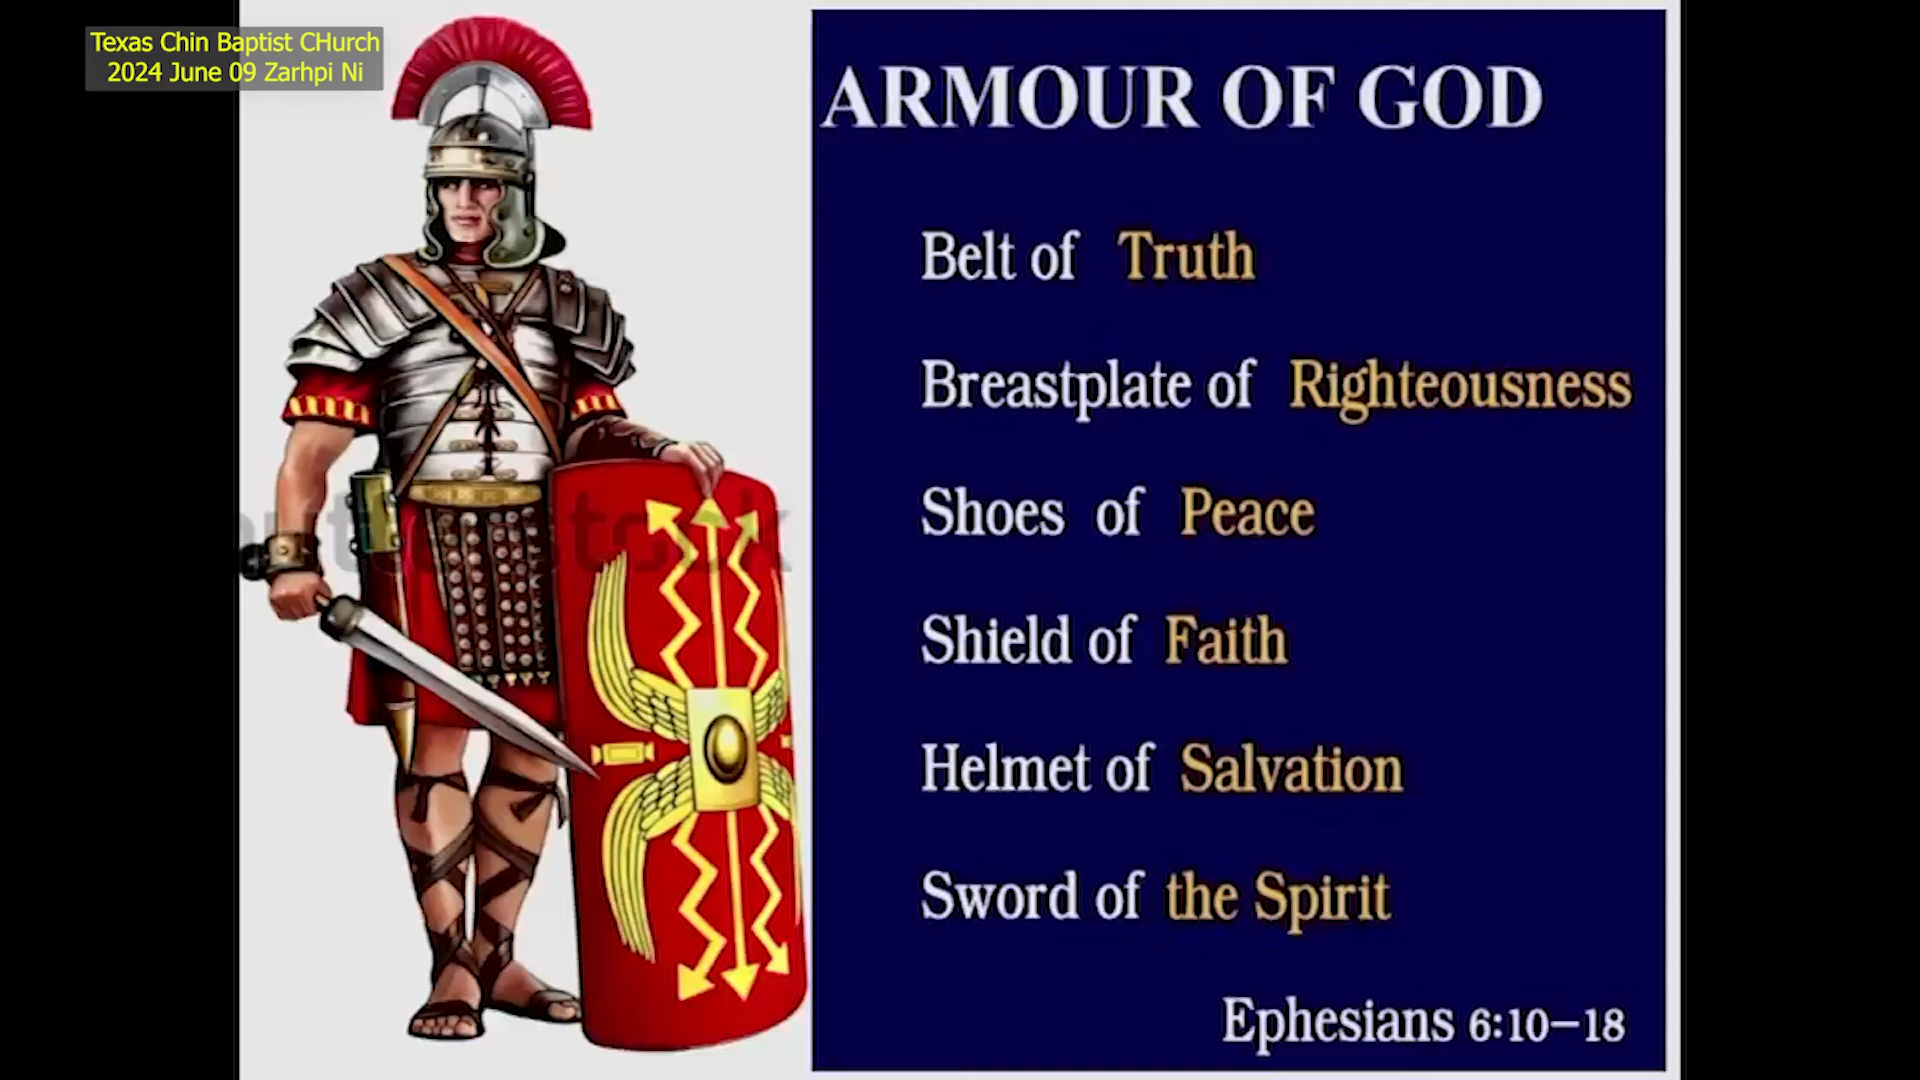 Texas Chin Baptist CHurch
2024 June 09 Zarhpi Ni
ARMOUR OF GOD
Belt of Truth
Breastplate of Righteousness
Shoes of Peace
Shield of Faith
Helmet of Salvation
Sword of the Spirit
Ephesians 6:10–18